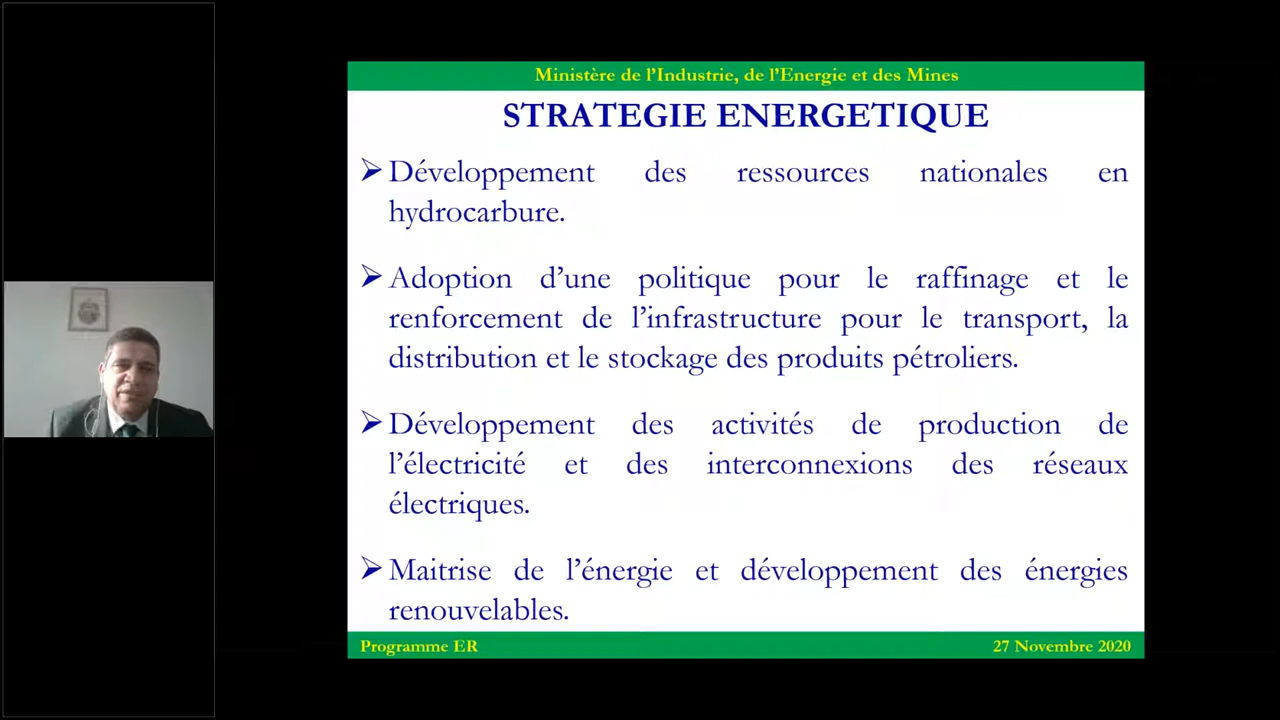 Ministère de l'Industrie, de l'Energie et des Mines
STRATEGIE ENERGETIQUE
➢ Développement des ressources nationales en
hydrocarbure.
➢ Adoption d'une politique pour le raffinage et le
renforcement de l'infrastructure pour le transport, la
distribution et le stockage des produits pétroliers.
➢ Développement des activités de production de
l'électricité et des interconnexions des réseaux
électriques.
➢ Maitrise de l'énergie et développement des énergies
renouvelables.
Programme ER
27 Novembre 2020